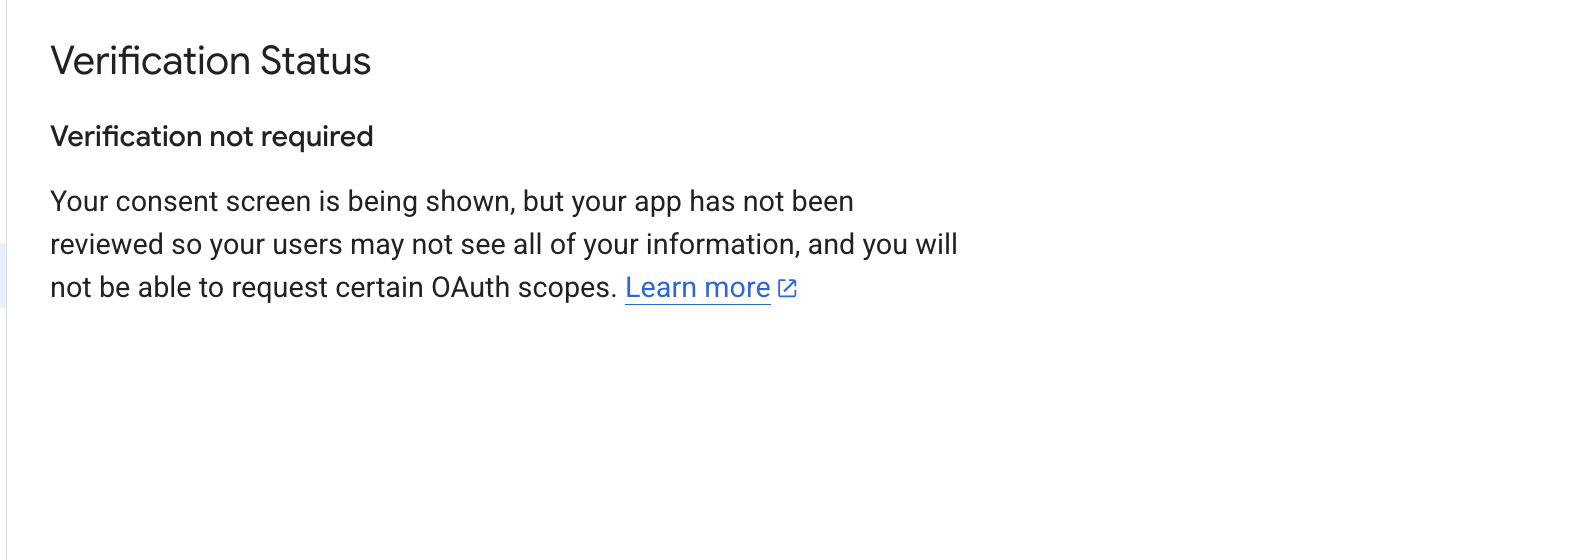 Verification Status
Verification not required
Your consent screen is being shown, but your app has not been
reviewed so your users may not see all of your information, and you will
not be able to request certain OAuth scopes. Learn more